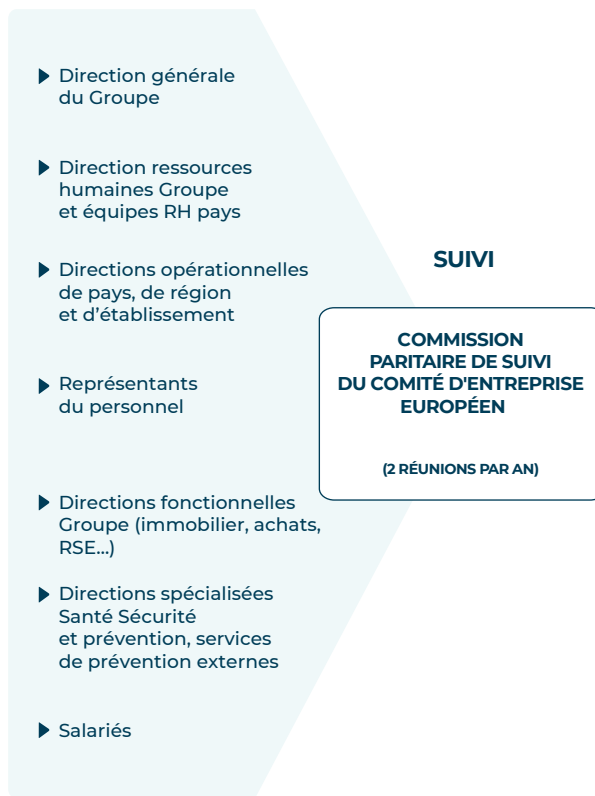 Direction générale
du Groupe
Direction ressources
humaines Groupe
et équipes RH pays
Directions opérationnelles
de pays, de région
et d’établissement
Représentants
du personnel
Directions fonctionnelles
Groupe (immobilier, achats,
RSE...)
Directions spécialisées
Santé Sécurité
et prévention, services
de prévention externes
Salariés
SUIVI
COMMISSION
PARITAIRE DE SUIVI
DU COMITÉ D'ENTREPRISE
EUROPÉEN
(2 RÉUNIONS PAR AN)